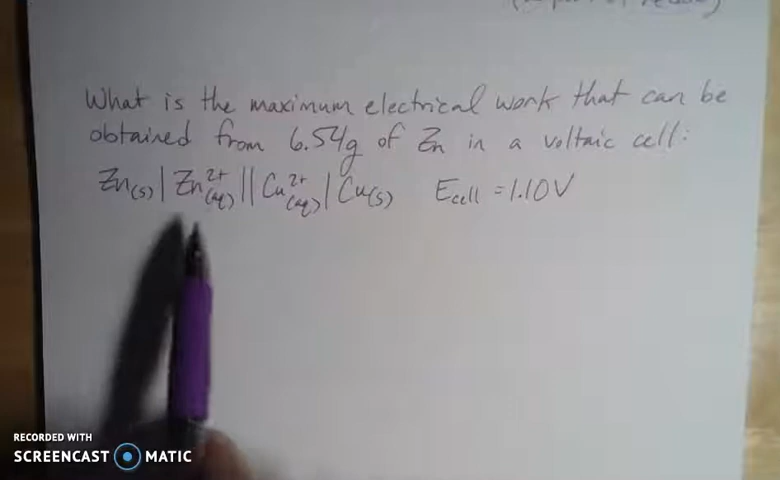 What is the maximum electrical work that can be
obtained from 6.54g of Zn in a voltaic cell:
Zn(s) | Zn²⁺(aq) || Cu²⁺(aq) | Cu(s) Ecell = 1.10V
RECORDED WITH
SCREENCAST MATIC